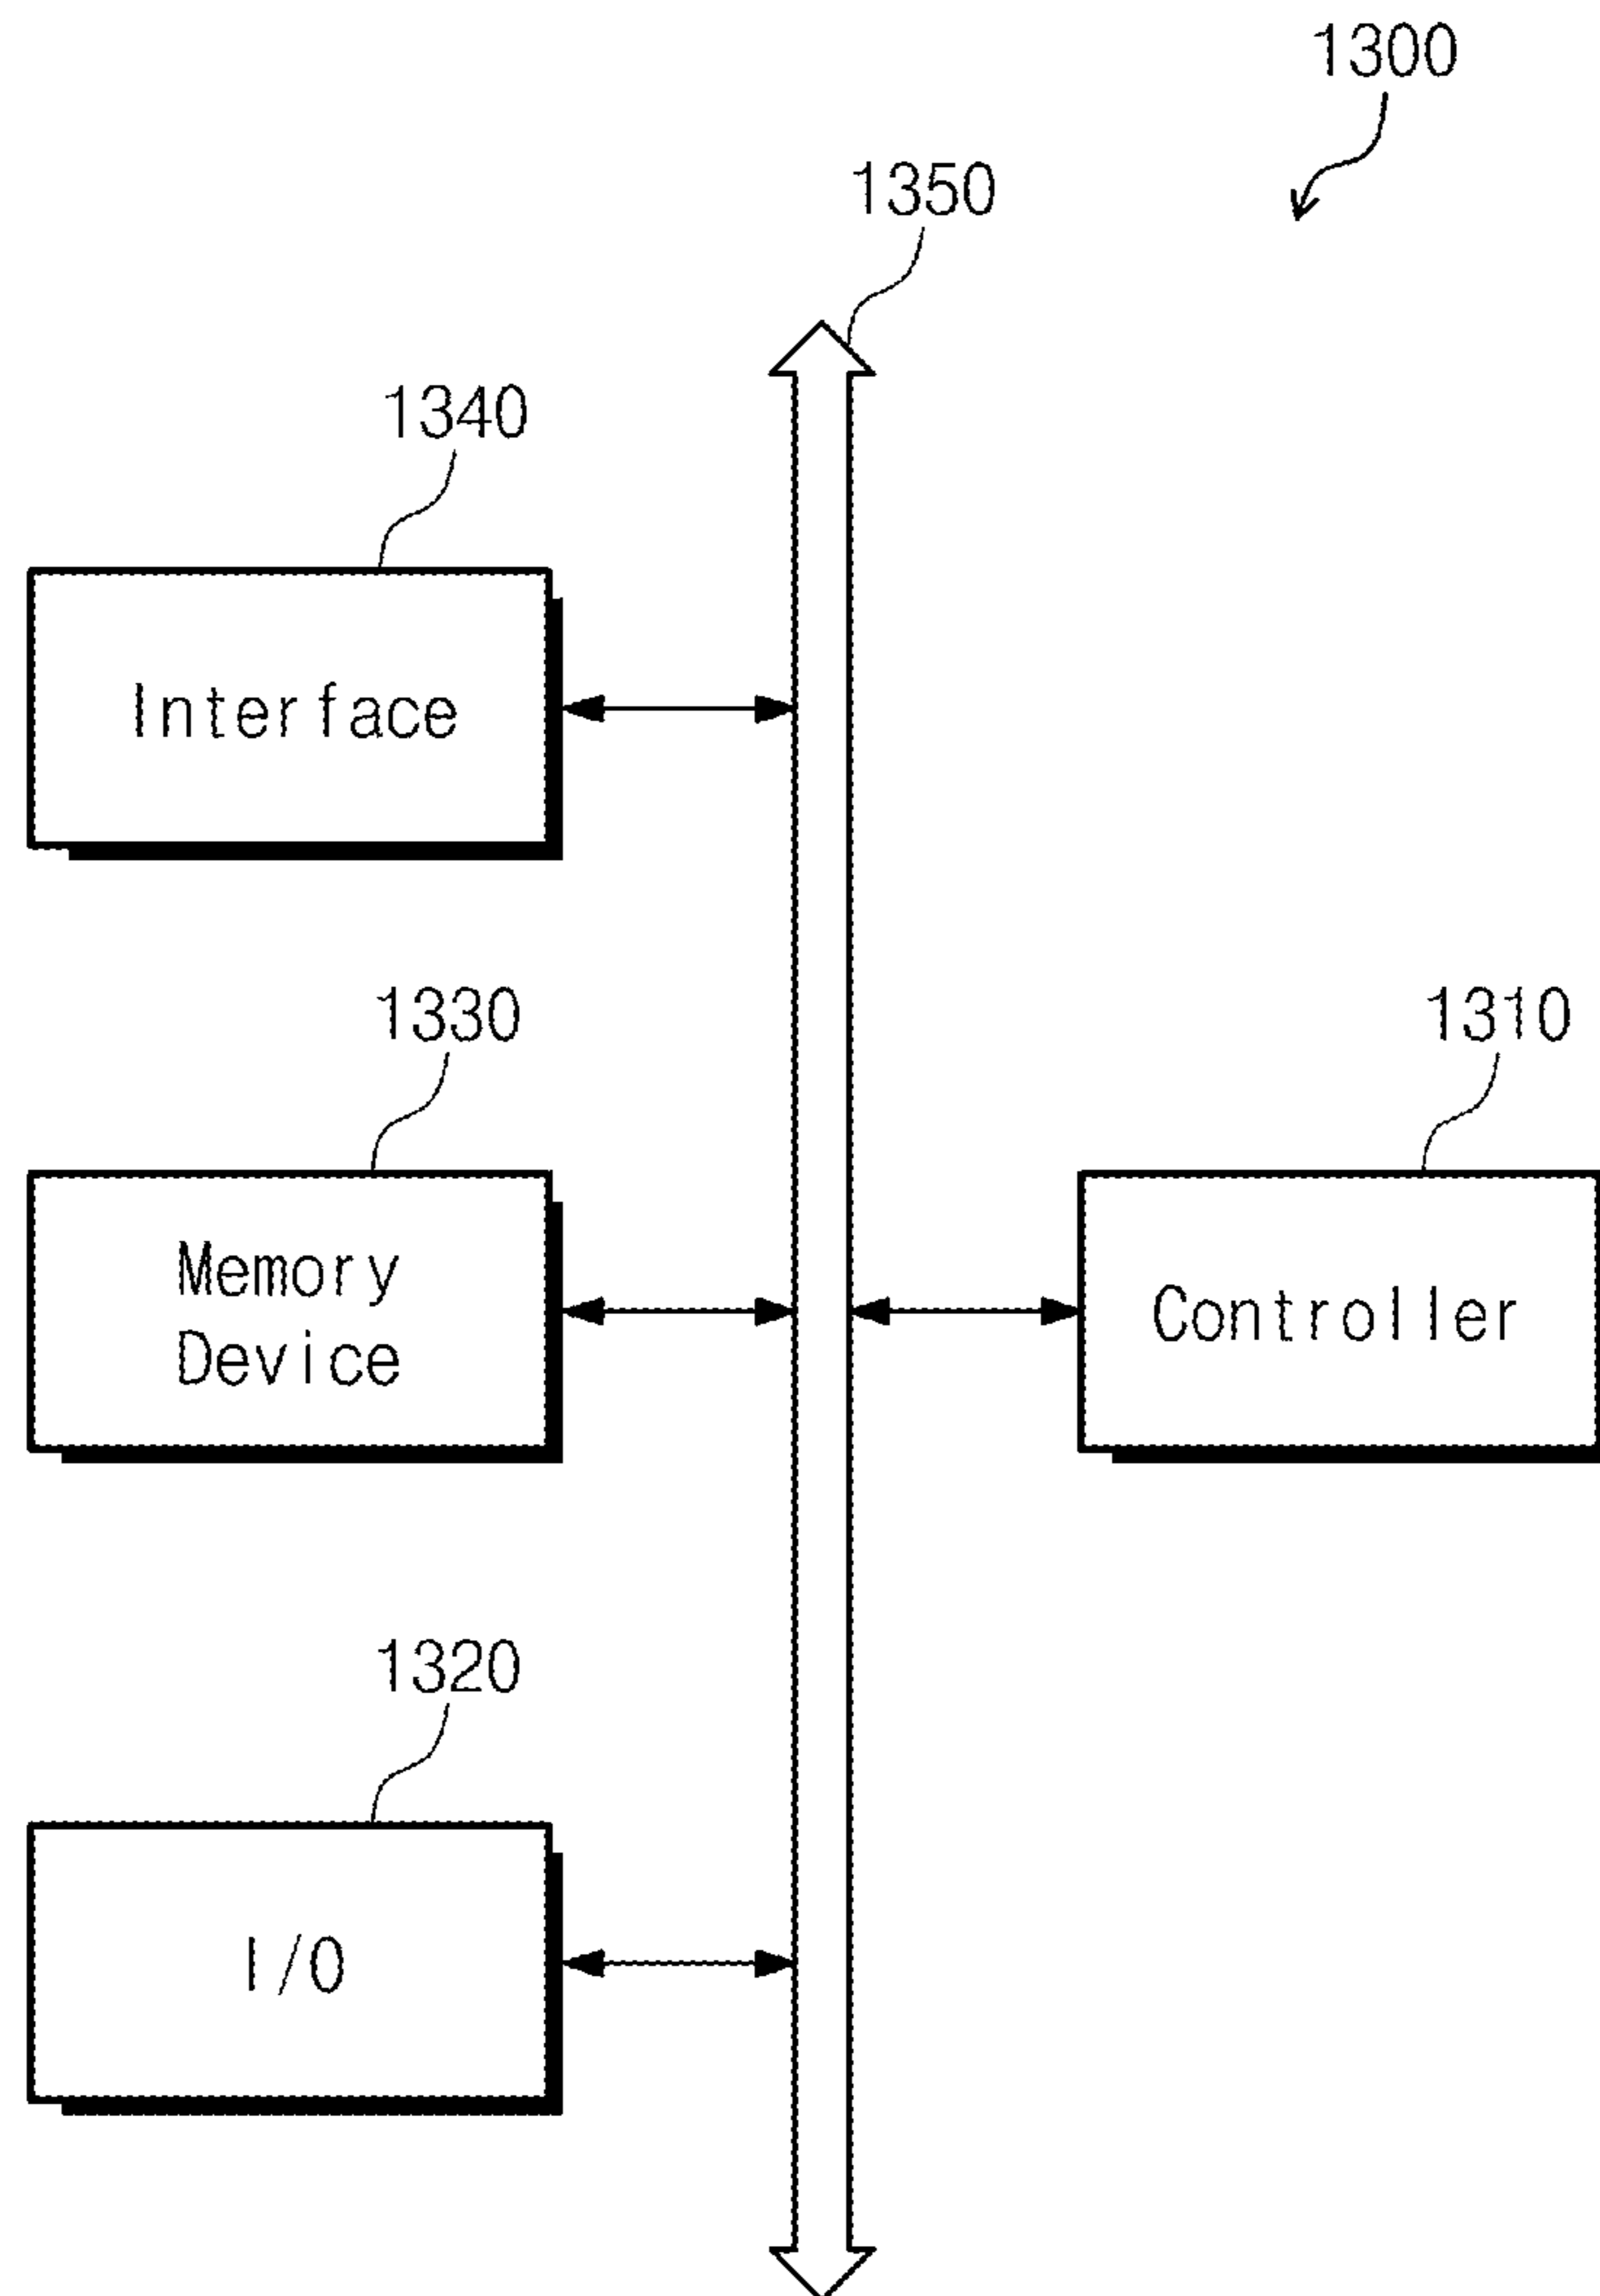 1300
1350
1340
Interface
1330
1310
Memory
Device
Controller
1320
I/O